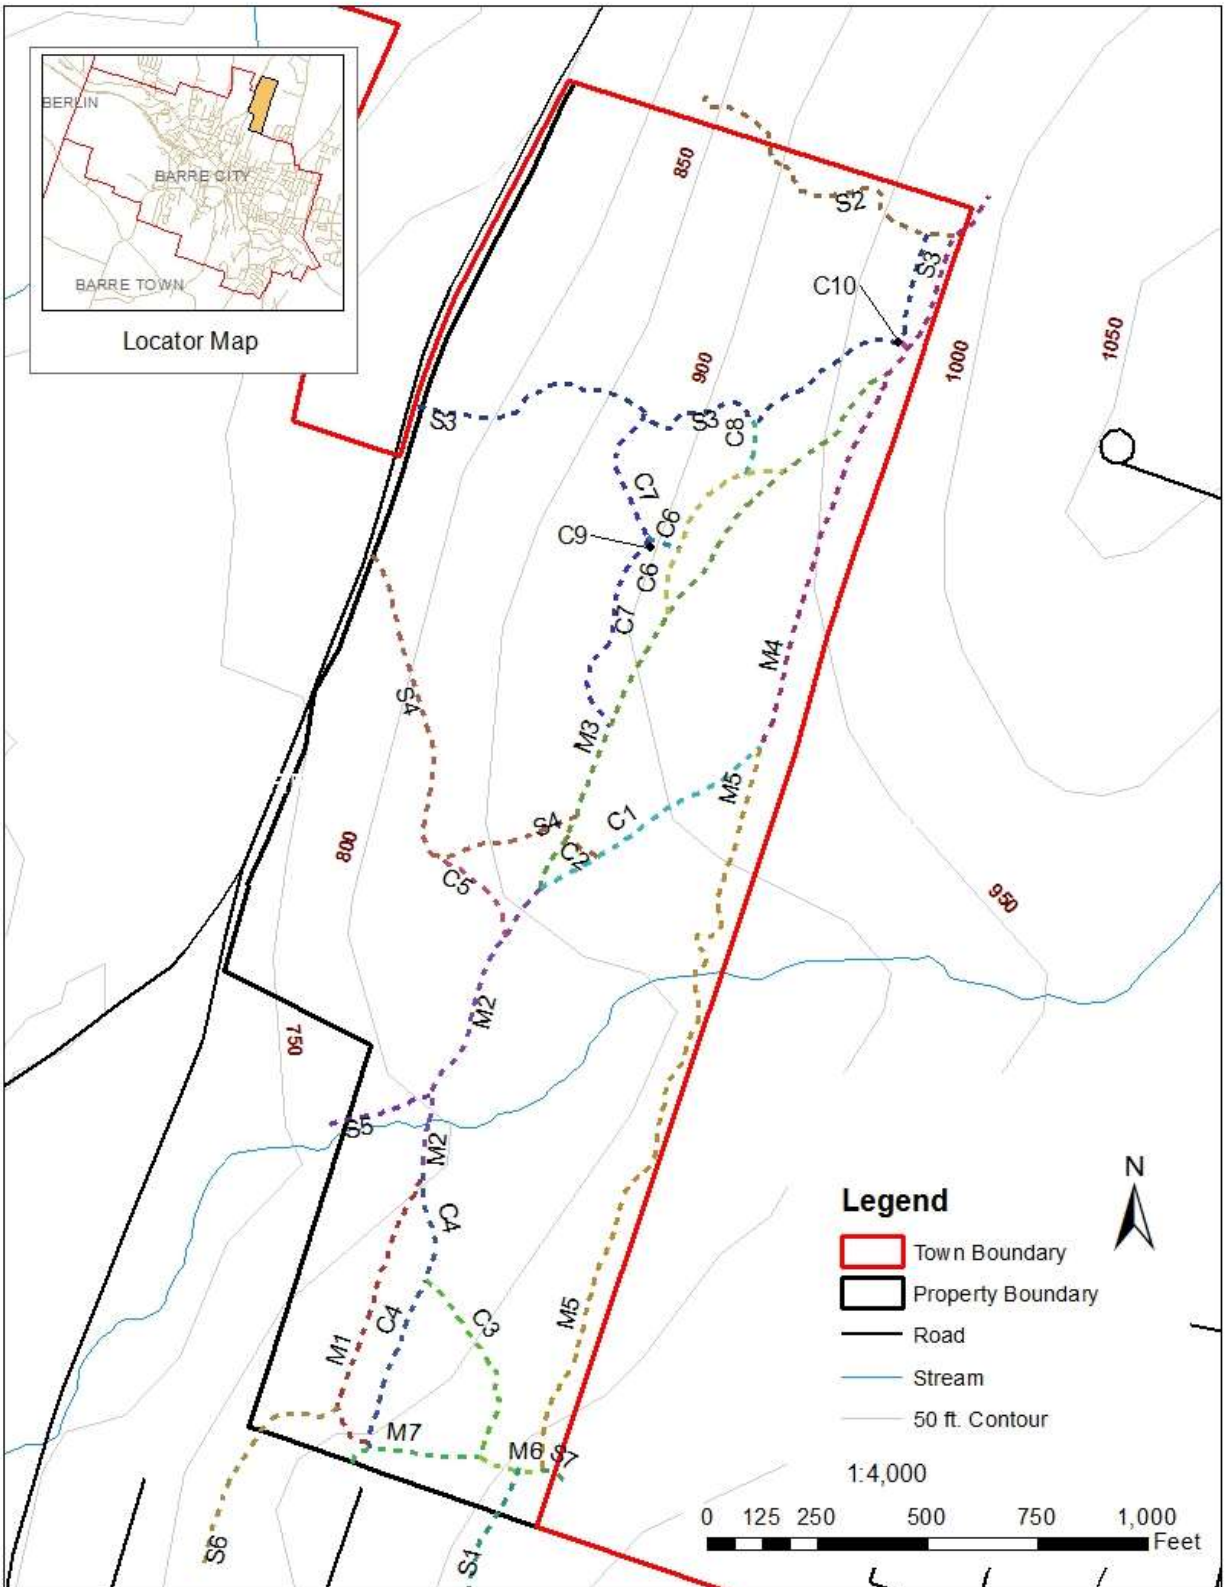 BERLIN
BARRE CITY
BARRE TOWN
Locator Map
850
S2
S3
C10
1050
1000
900
S3
S3
C8
C7
C6
C9
C6
C7
M4
S4
M3
M5
C1
S4
C2
800
C5
950
M2
750
S5
M2
C4
N
Legend
Town Boundary
Property Boundary
Road
Stream
50 ft. Contour
1:4,000
0 125 250 500 750 1,000
Feet
M5
C3
C4
M1
M7
M6
S7
S6
S1